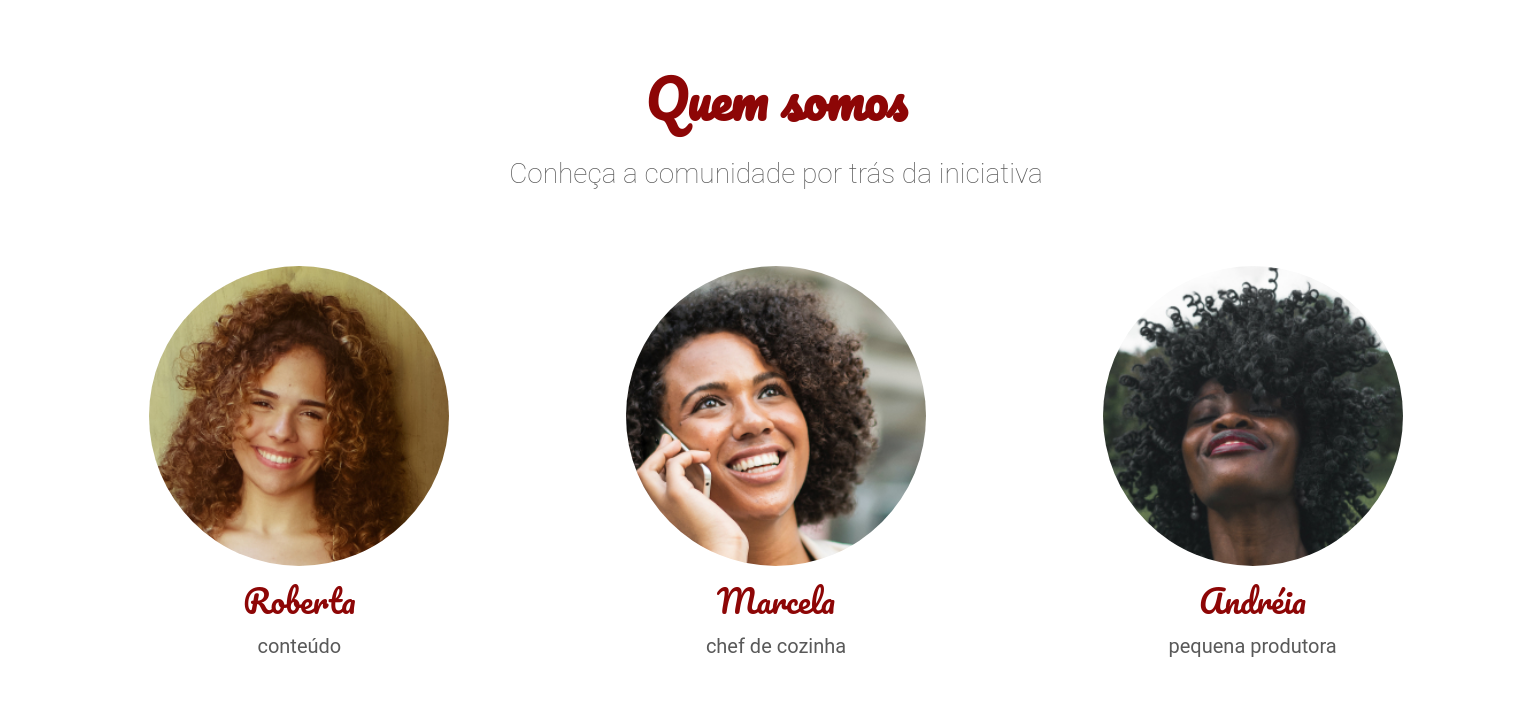 Quem somos
Conheça a comunidade por trás da iniciativa
Roberta
Marcela
Andréia
conteúdo
chef de cozinha
pequena produtora